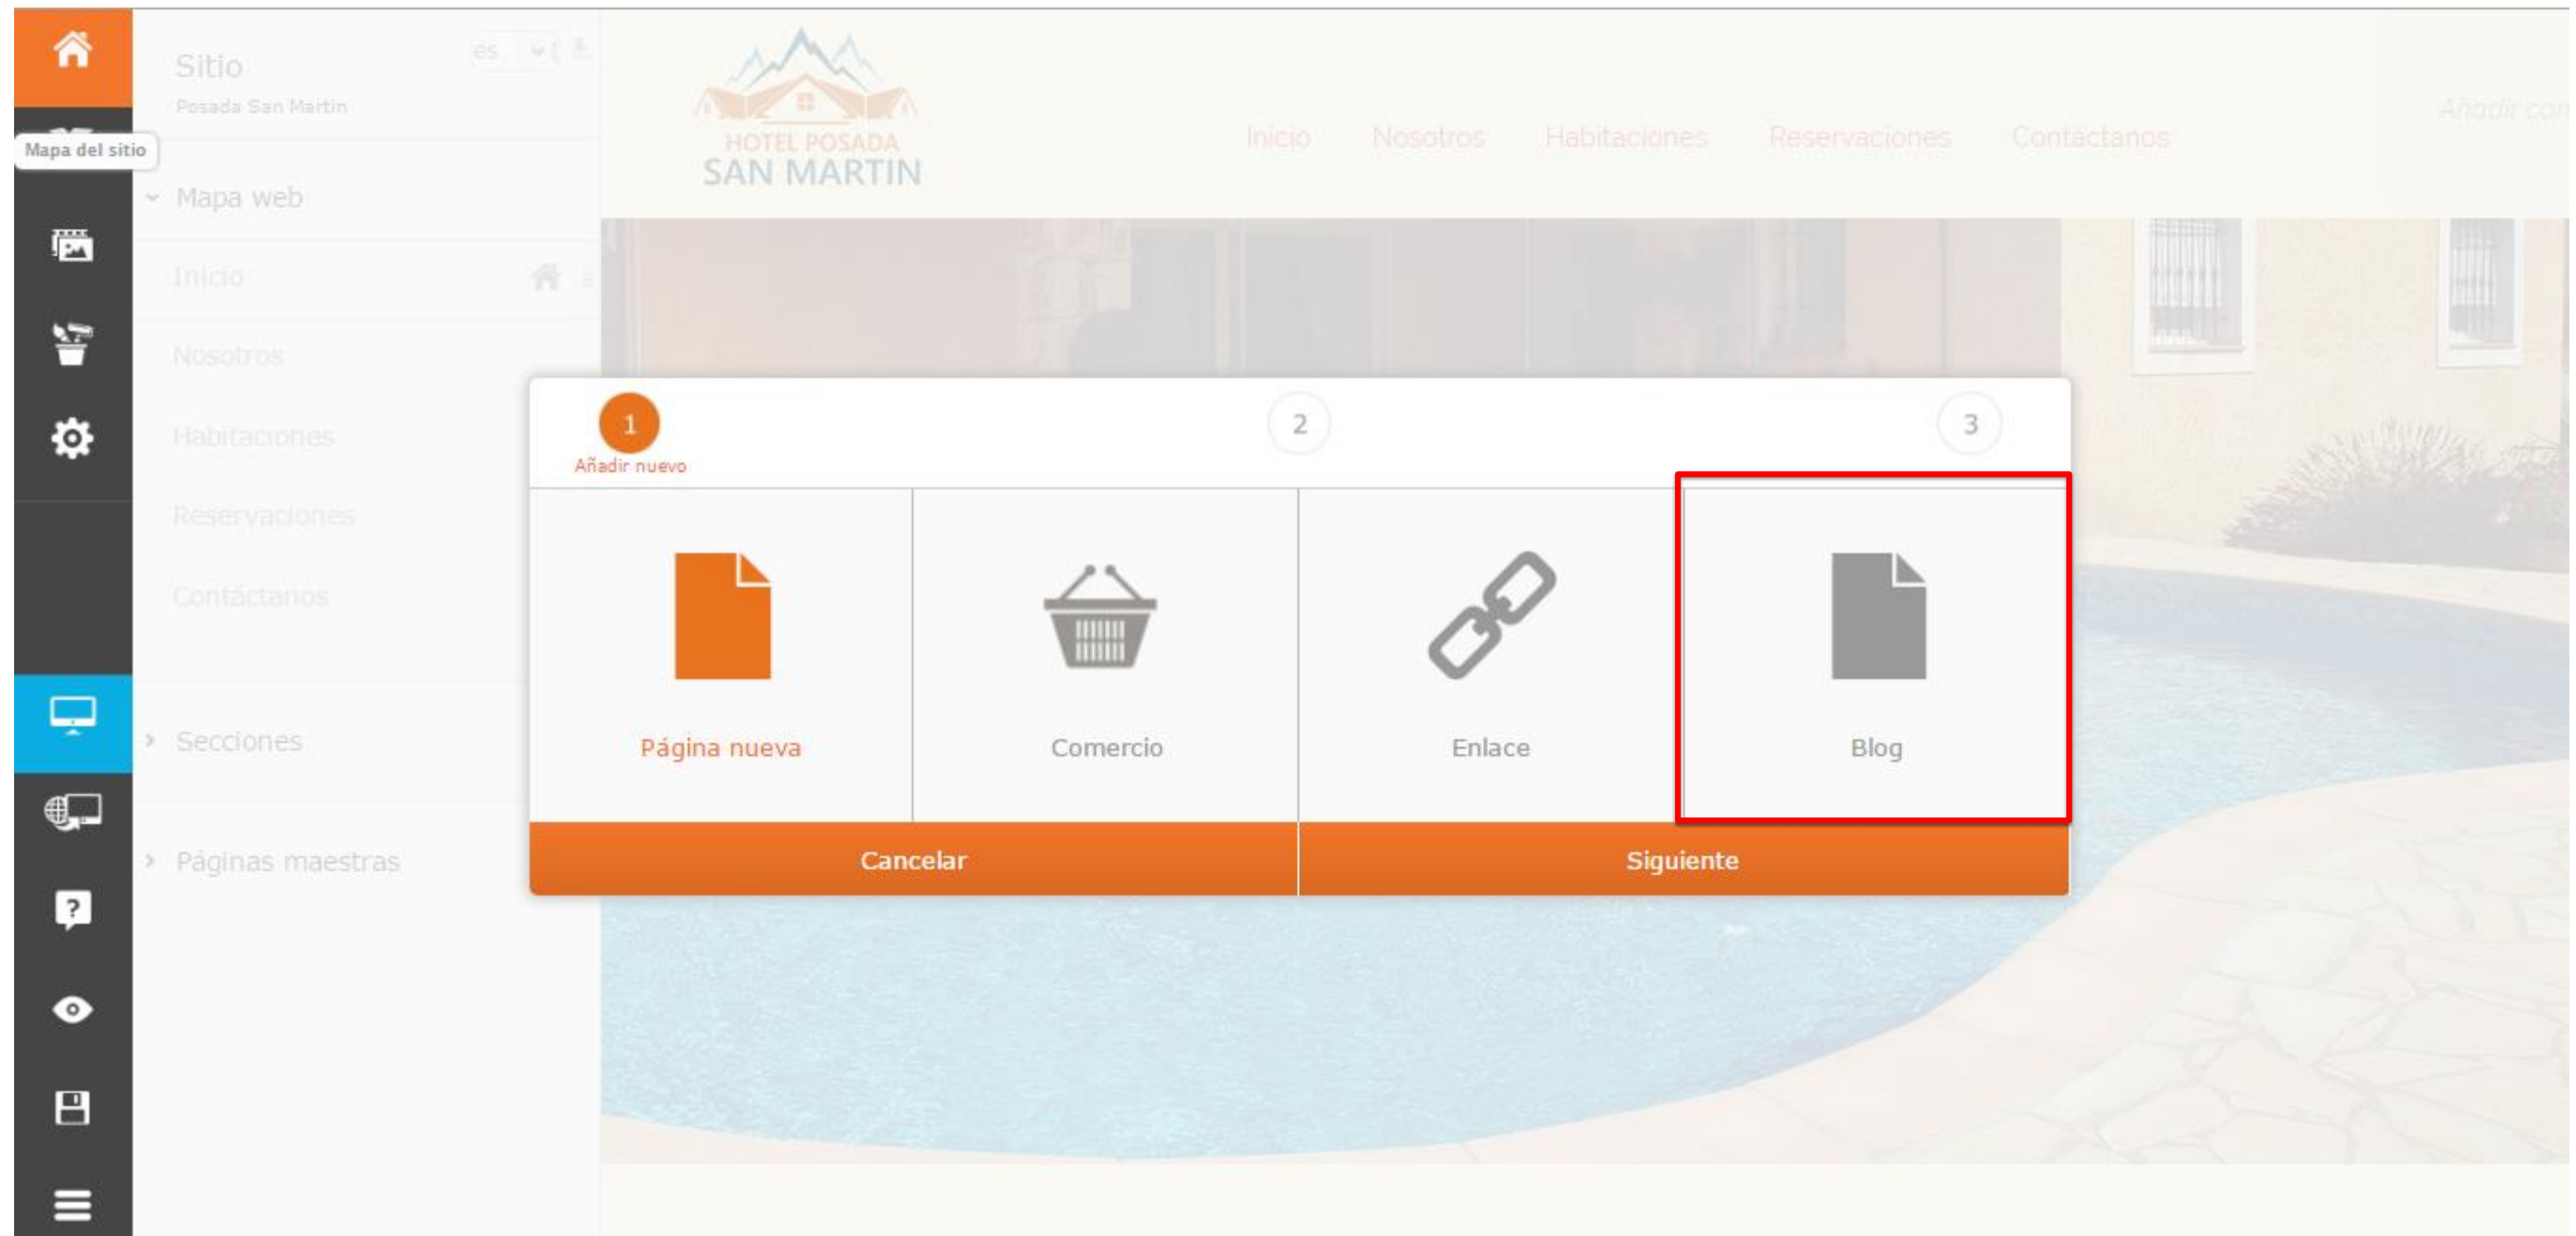 Sitio
es
Posada San Martin
Mapa del sitio
Mapa web
Inicio
Nosotros
Habitaciones
Reservaciones
Contáctanos
Secciones
Páginas maestras
HOTEL POSADA
SAN MARTIN
Inicio Nosotros Habitaciones Reservaciones Contáctanos
Añadir con
1 2 3
Añadir nuevo
Página nueva Comercio Enlace Blog
Cancelar Siguiente